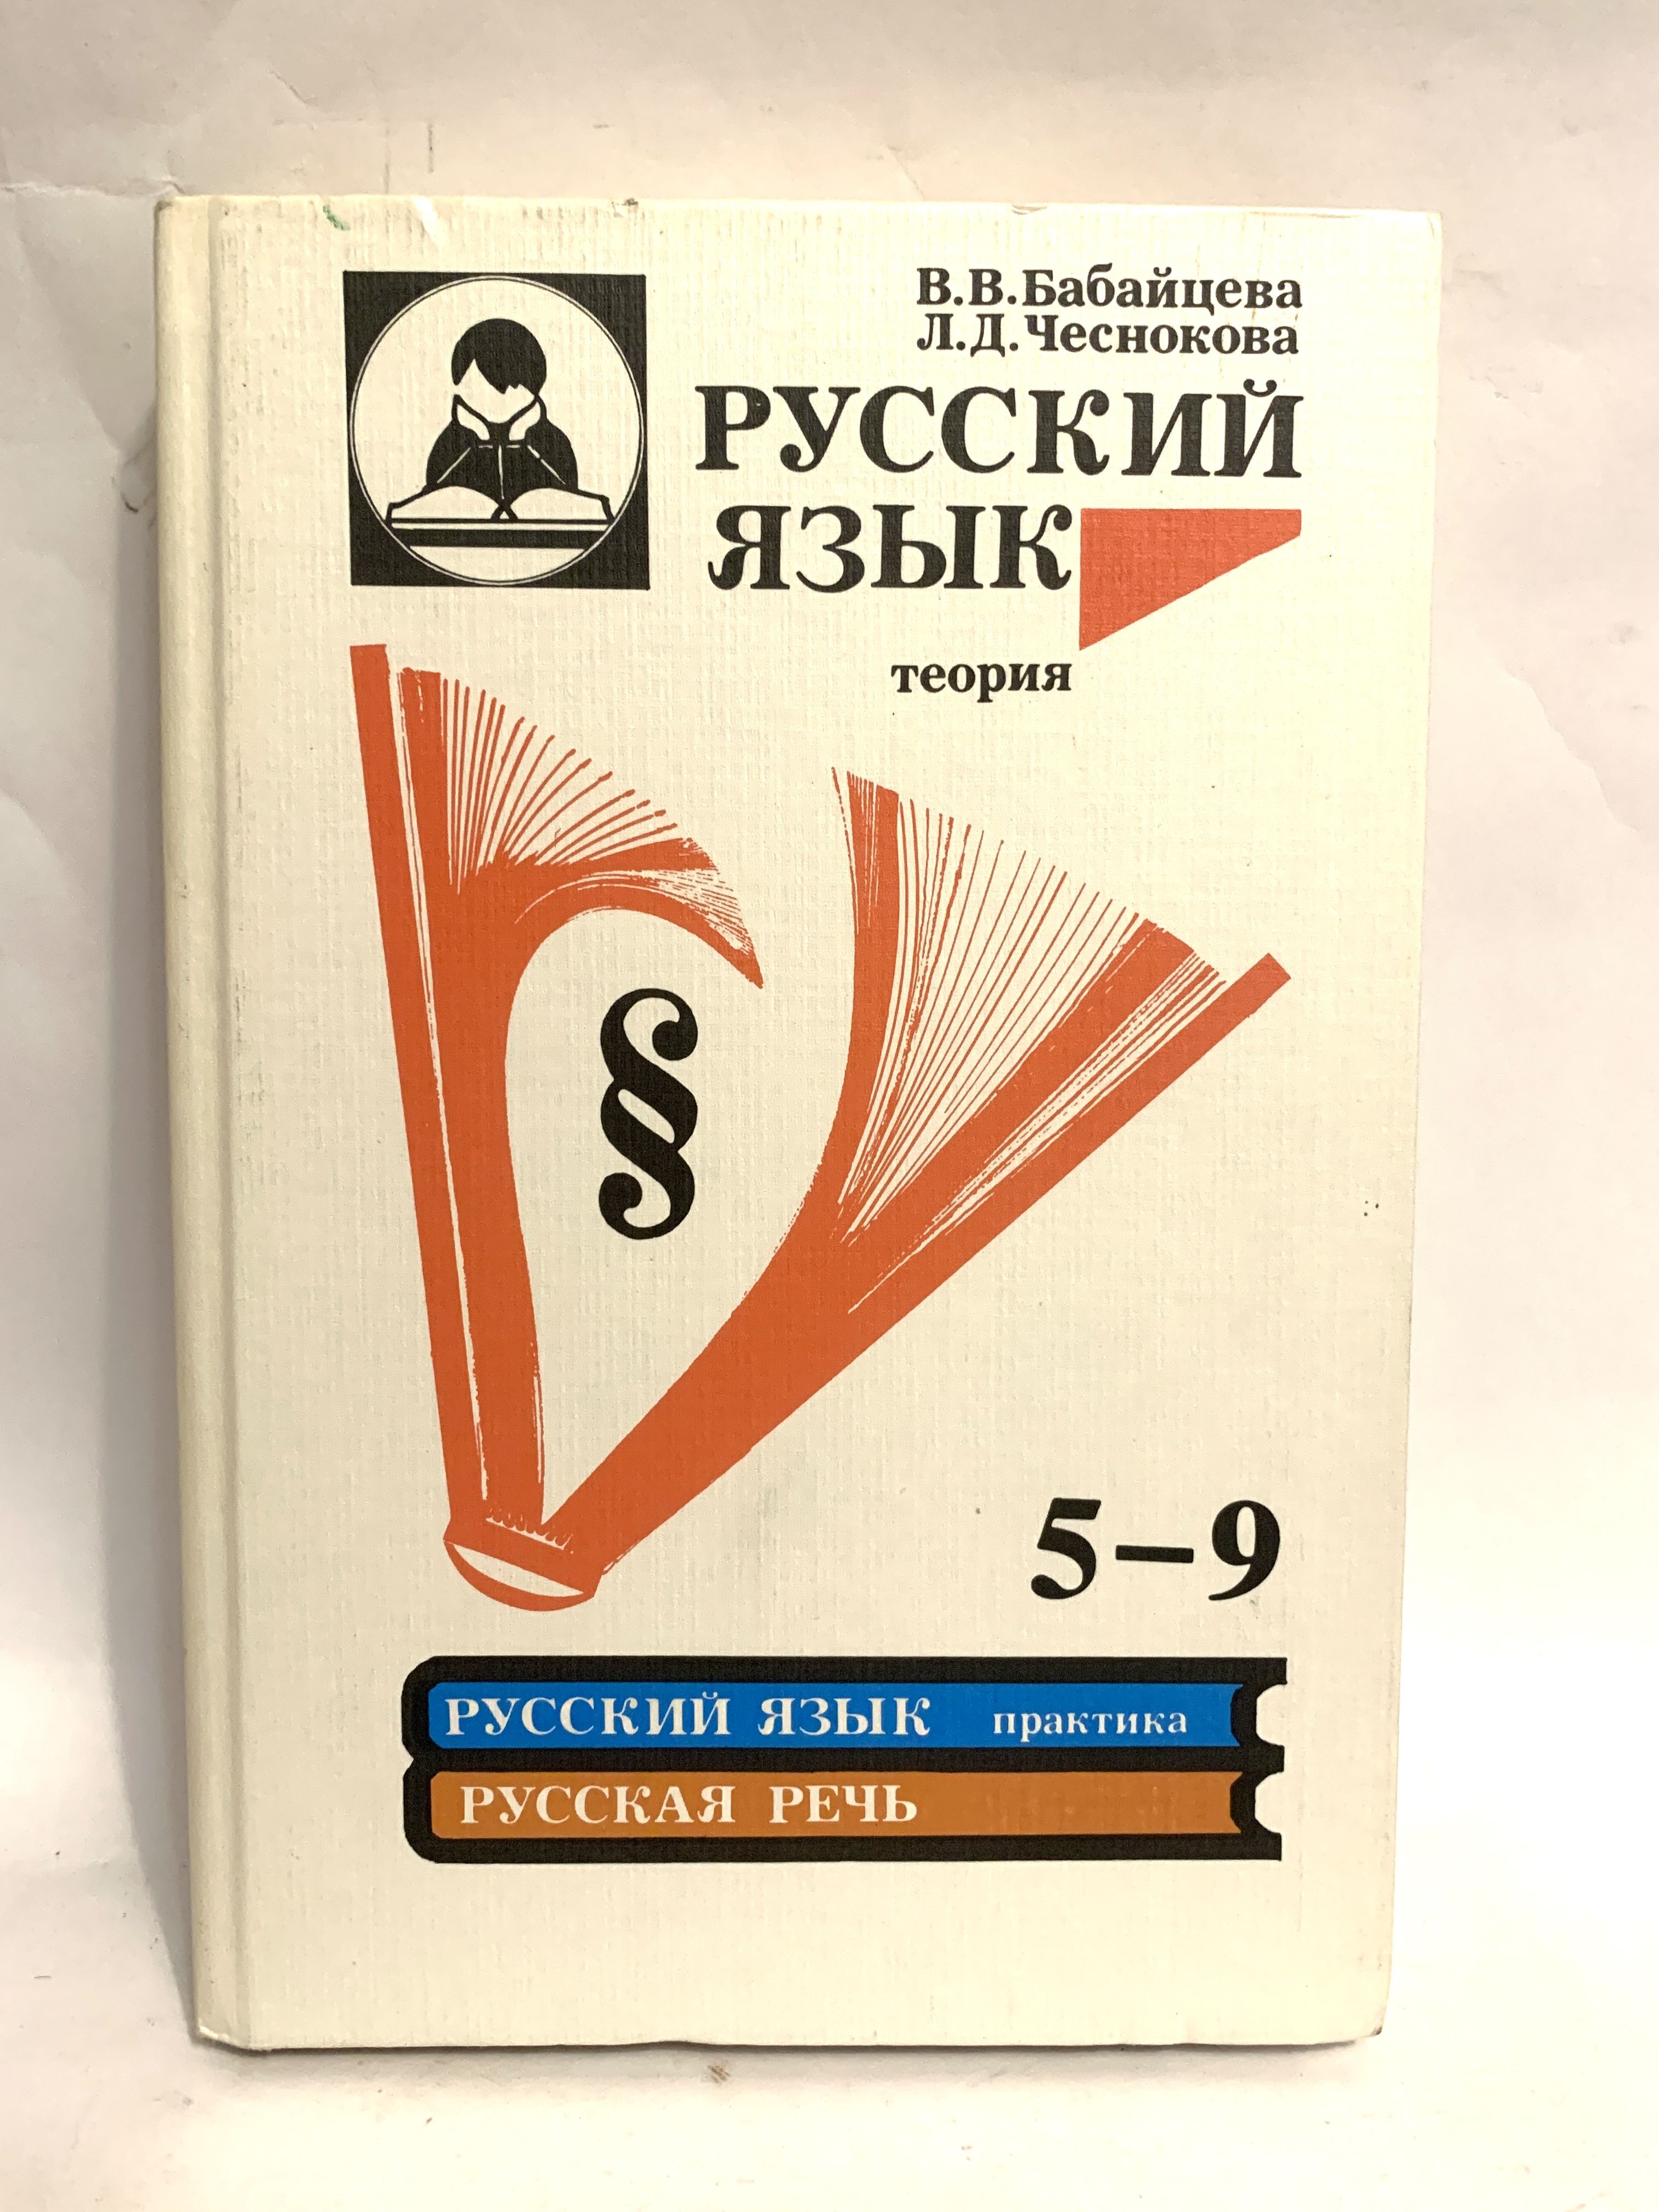 В.В.Бабайцева
Л.Д.Чеснокова
РУССКИЙ
ЯЗЫК
теория
§
5–9
РУССКИЙ ЯЗЫК практика
РУССКАЯ РЕЧЬ